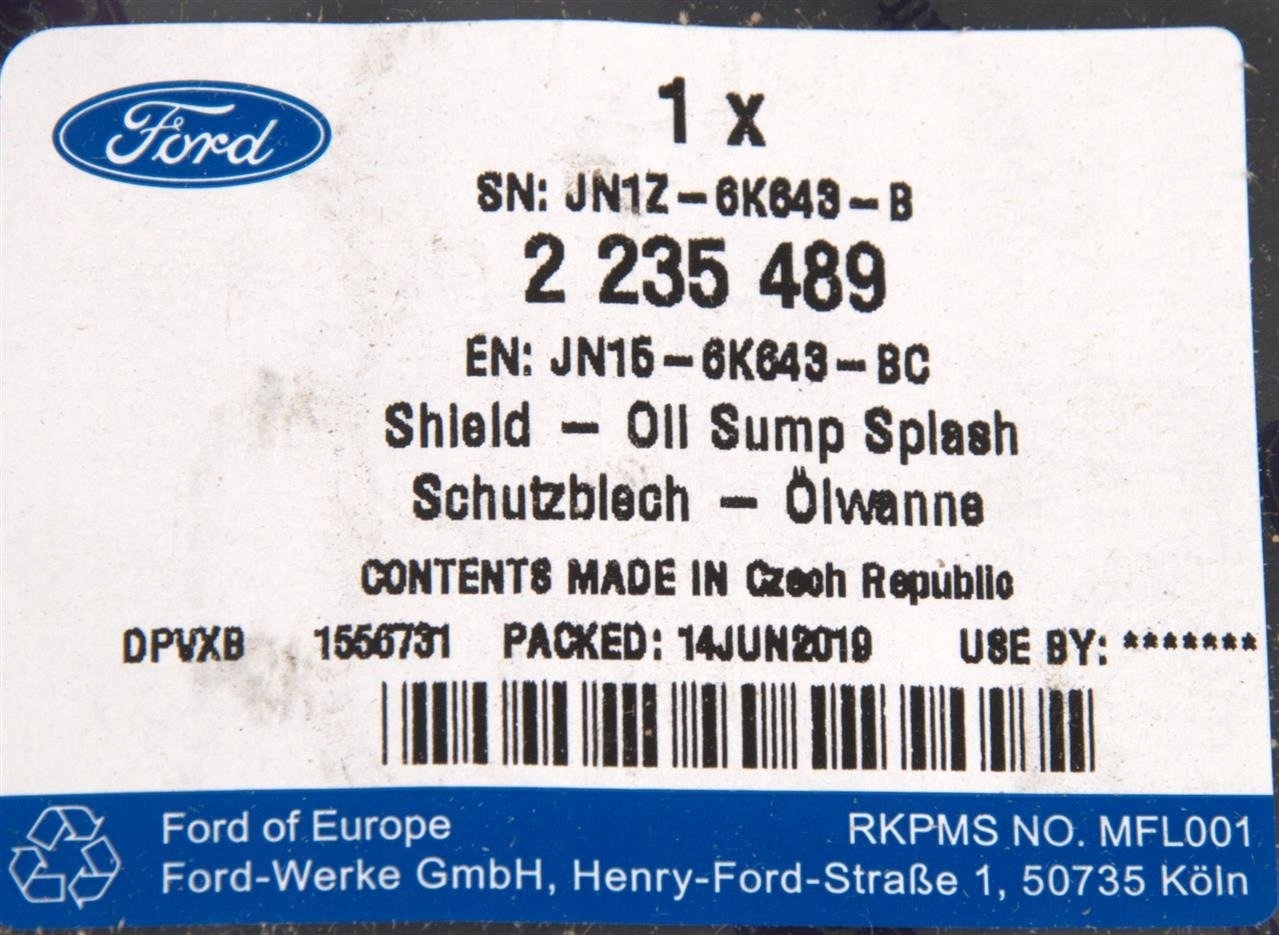 Ford
1 x
SN: JN1Z-6K643-B
2 235 489
EN: JN15-6K643-BC
Shield - Oil Sump Splash
Schutzblech - Ölwanne
CONTENTS MADE IN Czech Republic
DPVXB 1556731 PACKED: 14JUN2019 USE BY: *******
Ford of Europe RKPMS NO. MFL001
Ford-Werke GmbH, Henry-Ford-Straße 1, 50735 Köln